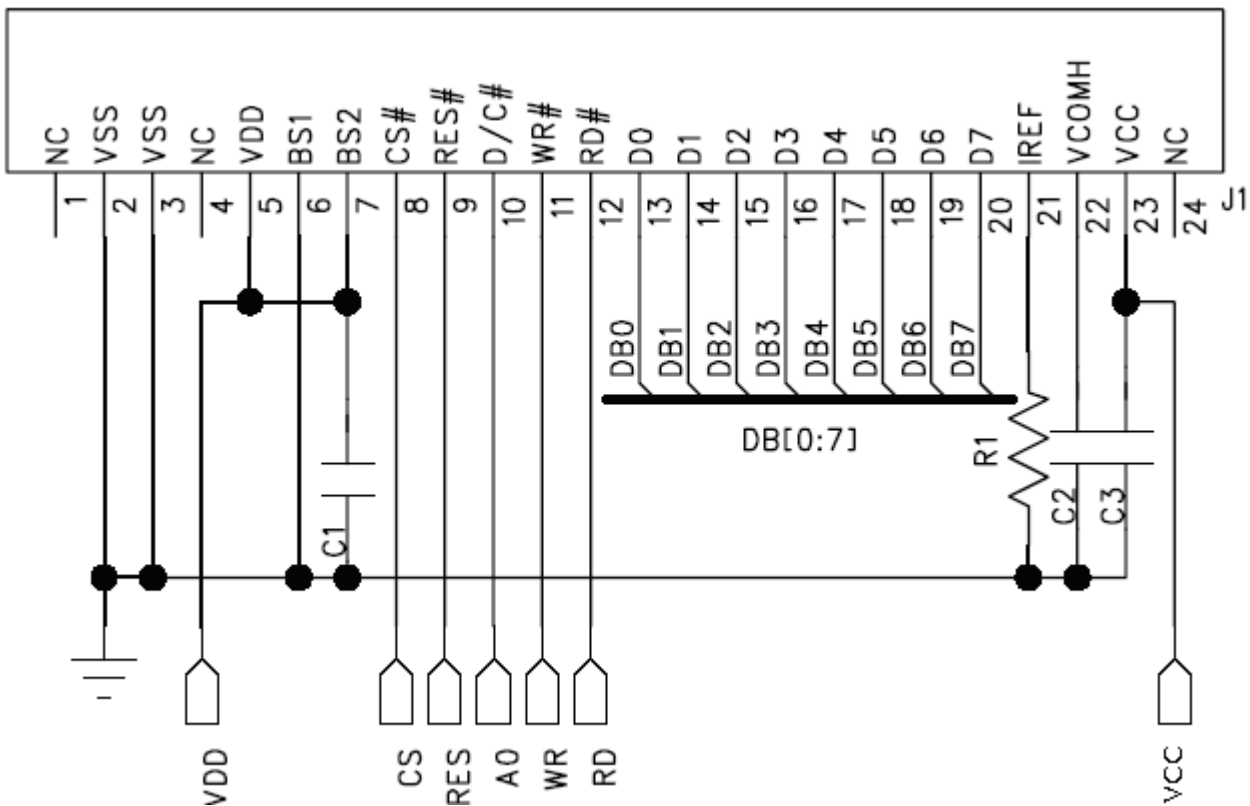 NC
VSS
VSS
NC
VDD
BS1
BS2
CS#
RES#
D/C#
WR#
RD#
D0
D1
D2
D3
D4
D5
D6
D7
IREF
VCOMH
VCC
NC
1
2
3
4
5
6
7
8
9
10
11
12
13
14
15
16
17
18
19
20
21
22
23
24
J1
DB0
DB1
DB2
DB3
DB4
DB5
DB6
DB7
DB[0:7]
R1
C1
C2
C3
VDD
CS
RES
A0
WR
RD
VCC